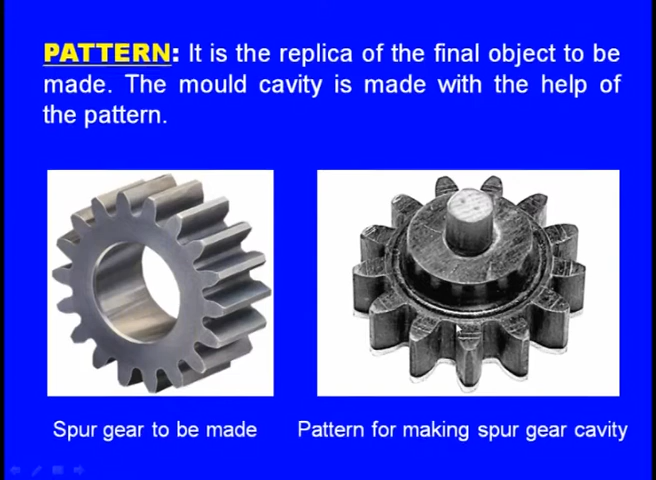 PATTERN: It is the replica of the final object to be
made. The mould cavity is made with the help of
the pattern.
Spur gear to be made
Pattern for making spur gear cavity